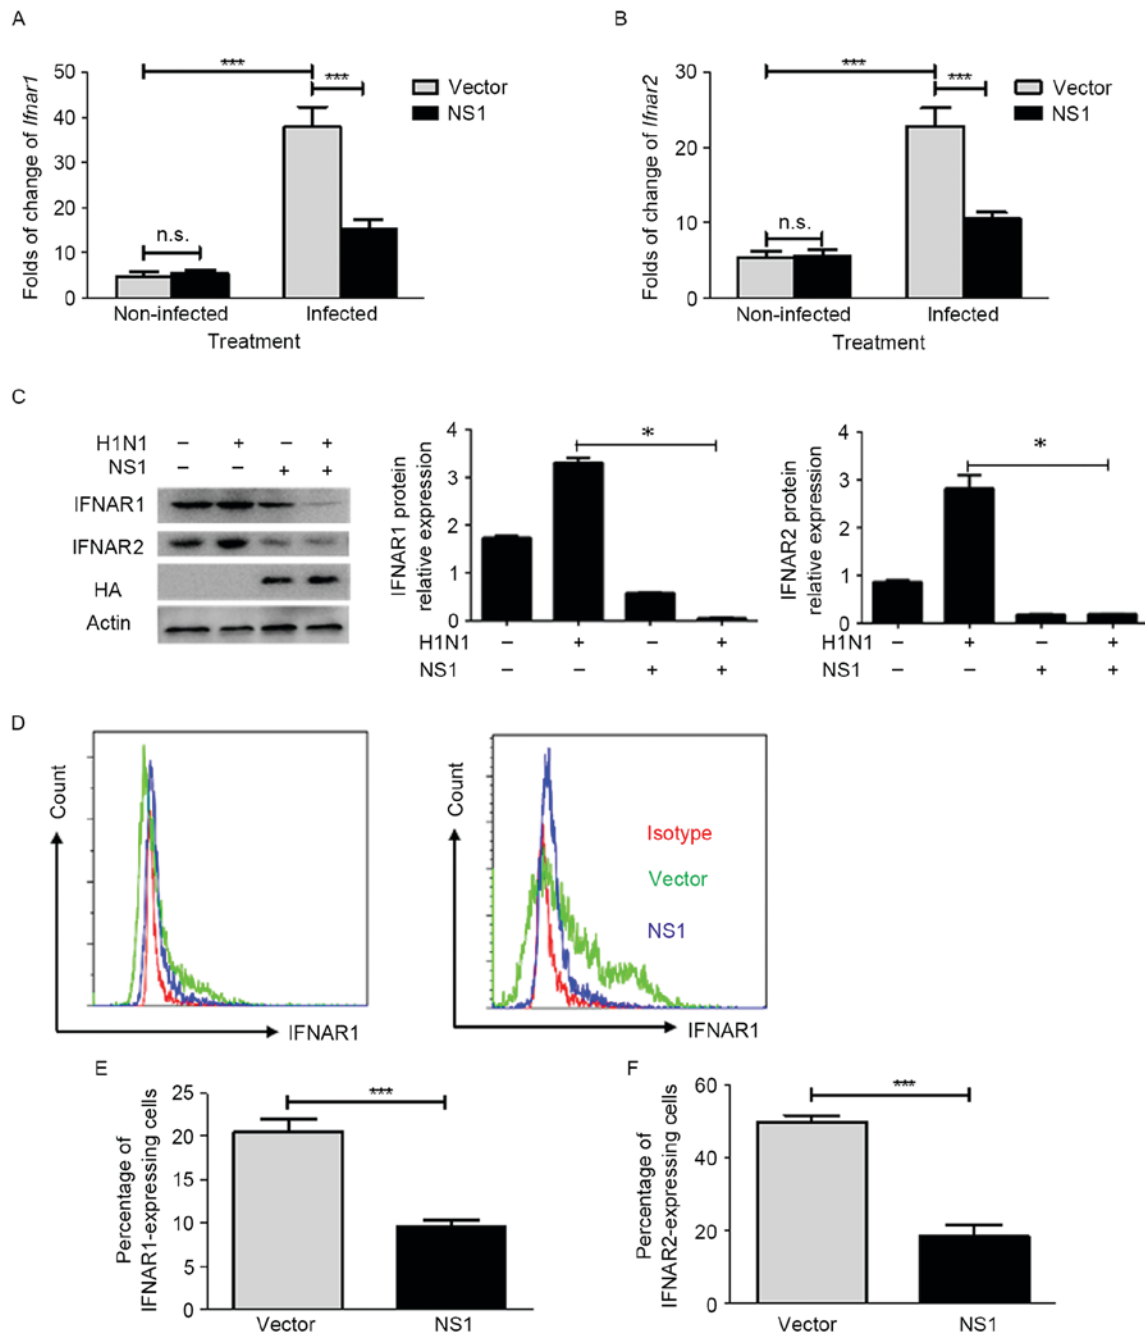 A
Folds of change of Ifnar1
50
40
30
20
10
0
***
***
n.s.
Vector
NS1
Non-infected
Infected
Treatment
B
Folds of change of Ifnar2
30
20
10
0
***
***
n.s.
Vector
NS1
Non-infected
Infected
Treatment
C
H1N1 – + – +
NS1 – – + +
IFNAR1
IFNAR2
HA
Actin
IFNAR1 protein
relative expression
4
3
2
1
0
*
H1N1 – + – +
NS1 – – + +
IFNAR2 protein
relative expression
4
3
2
1
0
*
H1N1 – + – +
NS1 – – + +
D
Count
IFNAR1
Count
Isotype
Vector
NS1
IFNAR1
E
Percentage of
IFNAR1-expressing cells
25
20
15
10
5
0
***
Vector
NS1
F
Percentage of
IFNAR2-expressing cells
60
40
20
0
***
Vector
NS1